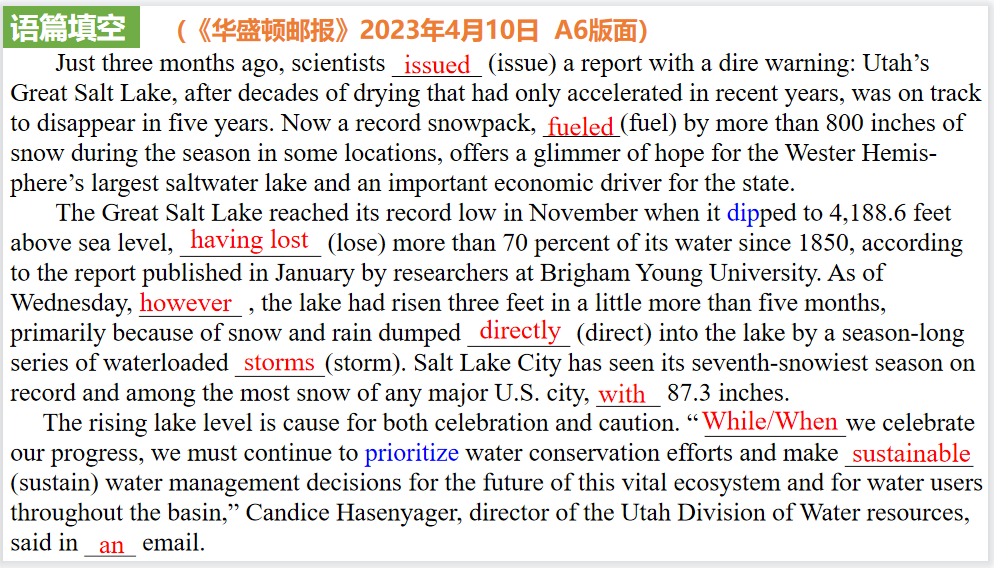 语篇填空 (《华盛顿邮报》2023年4月10日 A6版面)
Just three months ago, scientists issued (issue) a report with a dire warning: Utah's
Great Salt Lake, after decades of drying that had only accelerated in recent years, was on track
to disappear in five years. Now a record snowpack, fueled (fuel) by more than 800 inches of
snow during the season in some locations, offers a glimmer of hope for the Wester Hemis-
phere's largest saltwater lake and an important economic driver for the state.
The Great Salt Lake reached its record low in November when it dipped to 4,188.6 feet
above sea level, having lost (lose) more than 70 percent of its water since 1850, according
to the report published in January by researchers at Brigham Young University. As of
Wednesday, however , the lake had risen three feet in a little more than five months,
primarily because of snow and rain dumped directly (direct) into the lake by a season-long
series of waterloaded storms (storm). Salt Lake City has seen its seventh-snowiest season on
record and among the most snow of any major U.S. city, with 87.3 inches.
The rising lake level is cause for both celebration and caution. “While/When we celebrate
our progress, we must continue to prioritize water conservation efforts and make sustainable
(sustain) water management decisions for the future of this vital ecosystem and for water users
throughout the basin,” Candice Hasenyager, director of the Utah Division of Water resources,
said in an email.